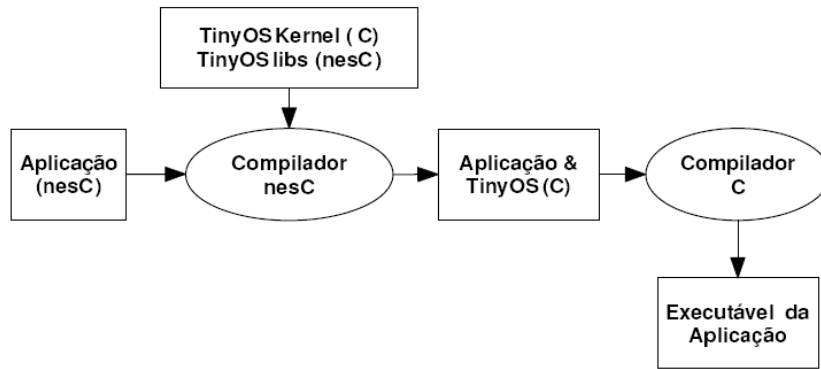 TinyOS Kernel ( C)
TinyOS libs (nesC)
Aplicação
(nesC)
Compilador
nesC
Aplicação &
TinyOS (C)
Compilador
C
Executável da
Aplicação